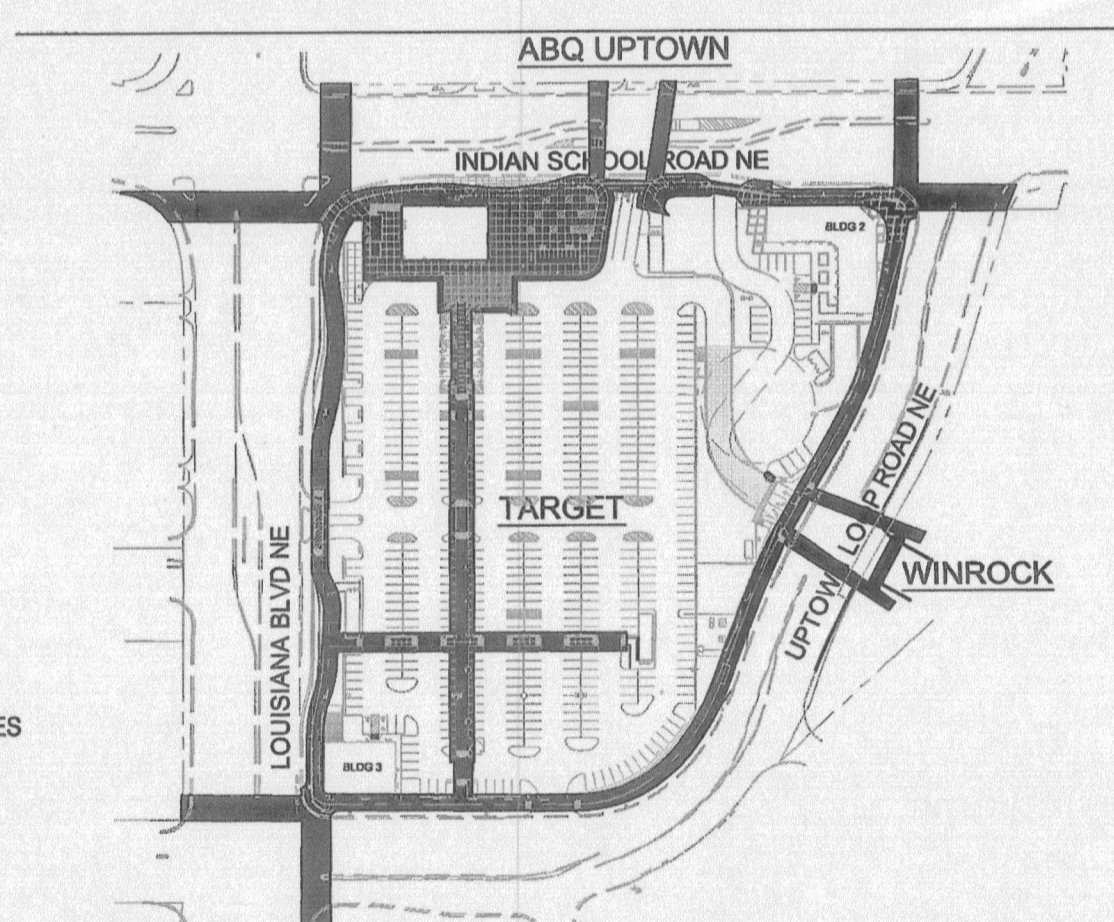 ABQ UPTOWN
INDIAN SCHOOL ROAD NE
BLDG 2
TARGET
UPTOWN LOOP ROAD NE
WINROCK
LOUISIANA BLVD NE
ES
BLDG 3